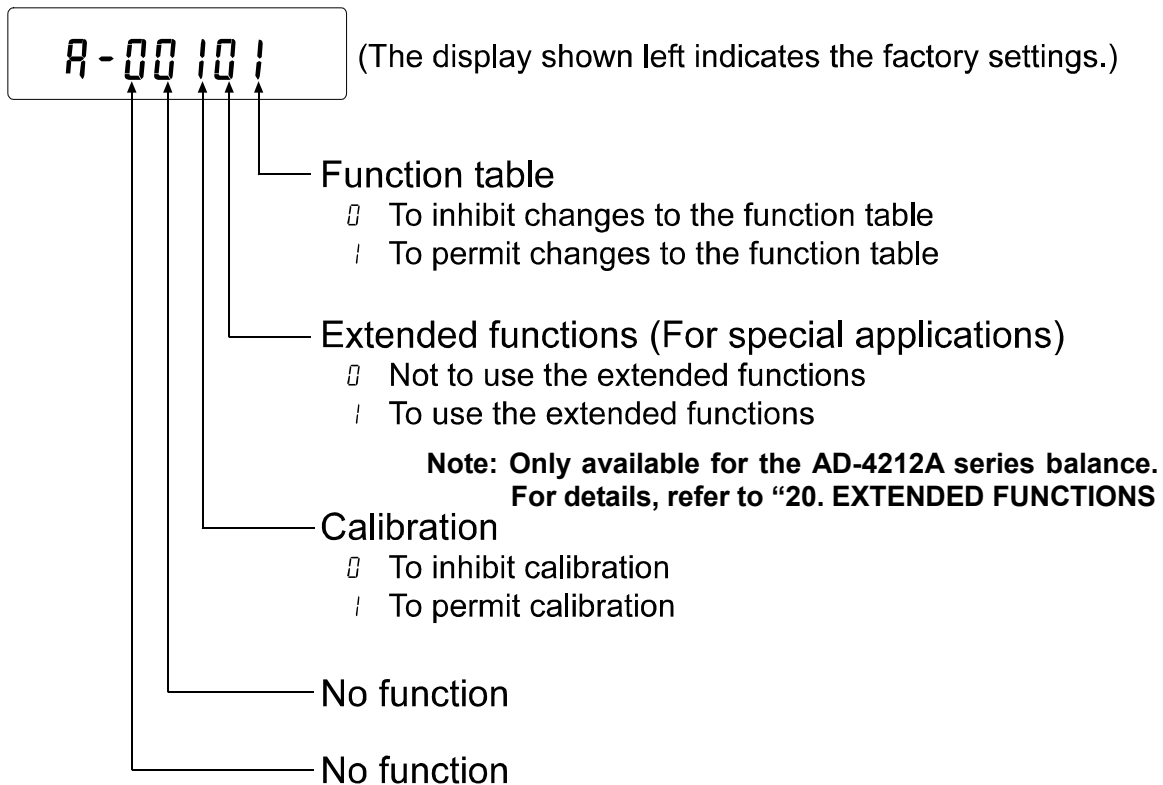 A-00101
(The display shown left indicates the factory settings.)
Function table
0 To inhibit changes to the function table
1 To permit changes to the function table
Extended functions (For special applications)
0 Not to use the extended functions
1 To use the extended functions
Note: Only available for the AD-4212A series balance.
For details, refer to “20. EXTENDED FUNCTIONS
Calibration
0 To inhibit calibration
1 To permit calibration
No function
No function